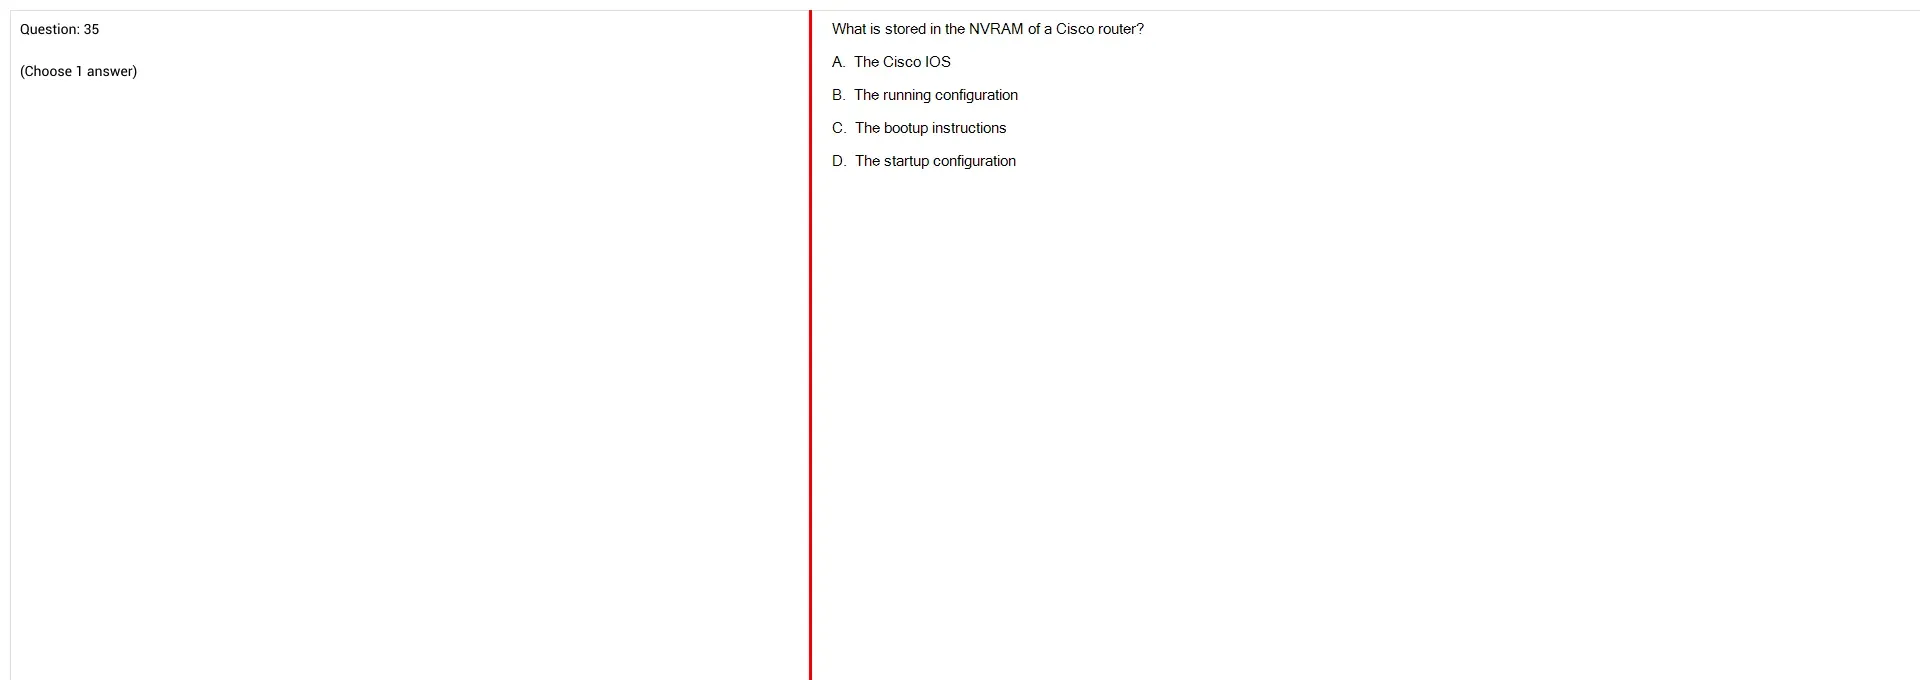 Question: 35
(Choose 1 answer)
What is stored in the NVRAM of a Cisco router?
A. The Cisco IOS
B. The running configuration
C. The bootup instructions
D. The startup configuration